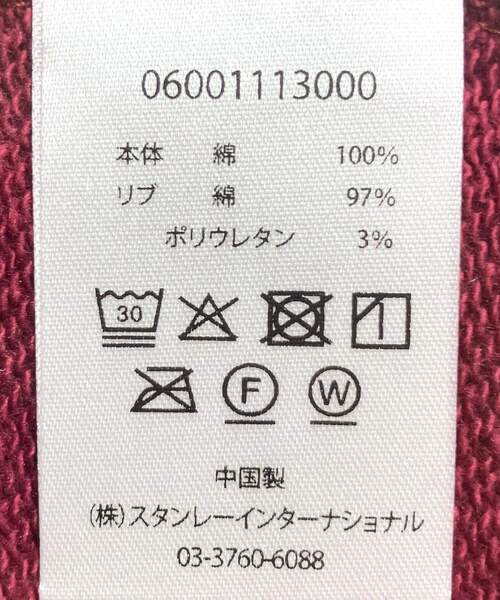 06001113000
本体 綿 100%
リブ 綿 97%
ポリウレタン 3%
30
F W
中国製
(株)スタンレーインターナショナル
03-3760-6088